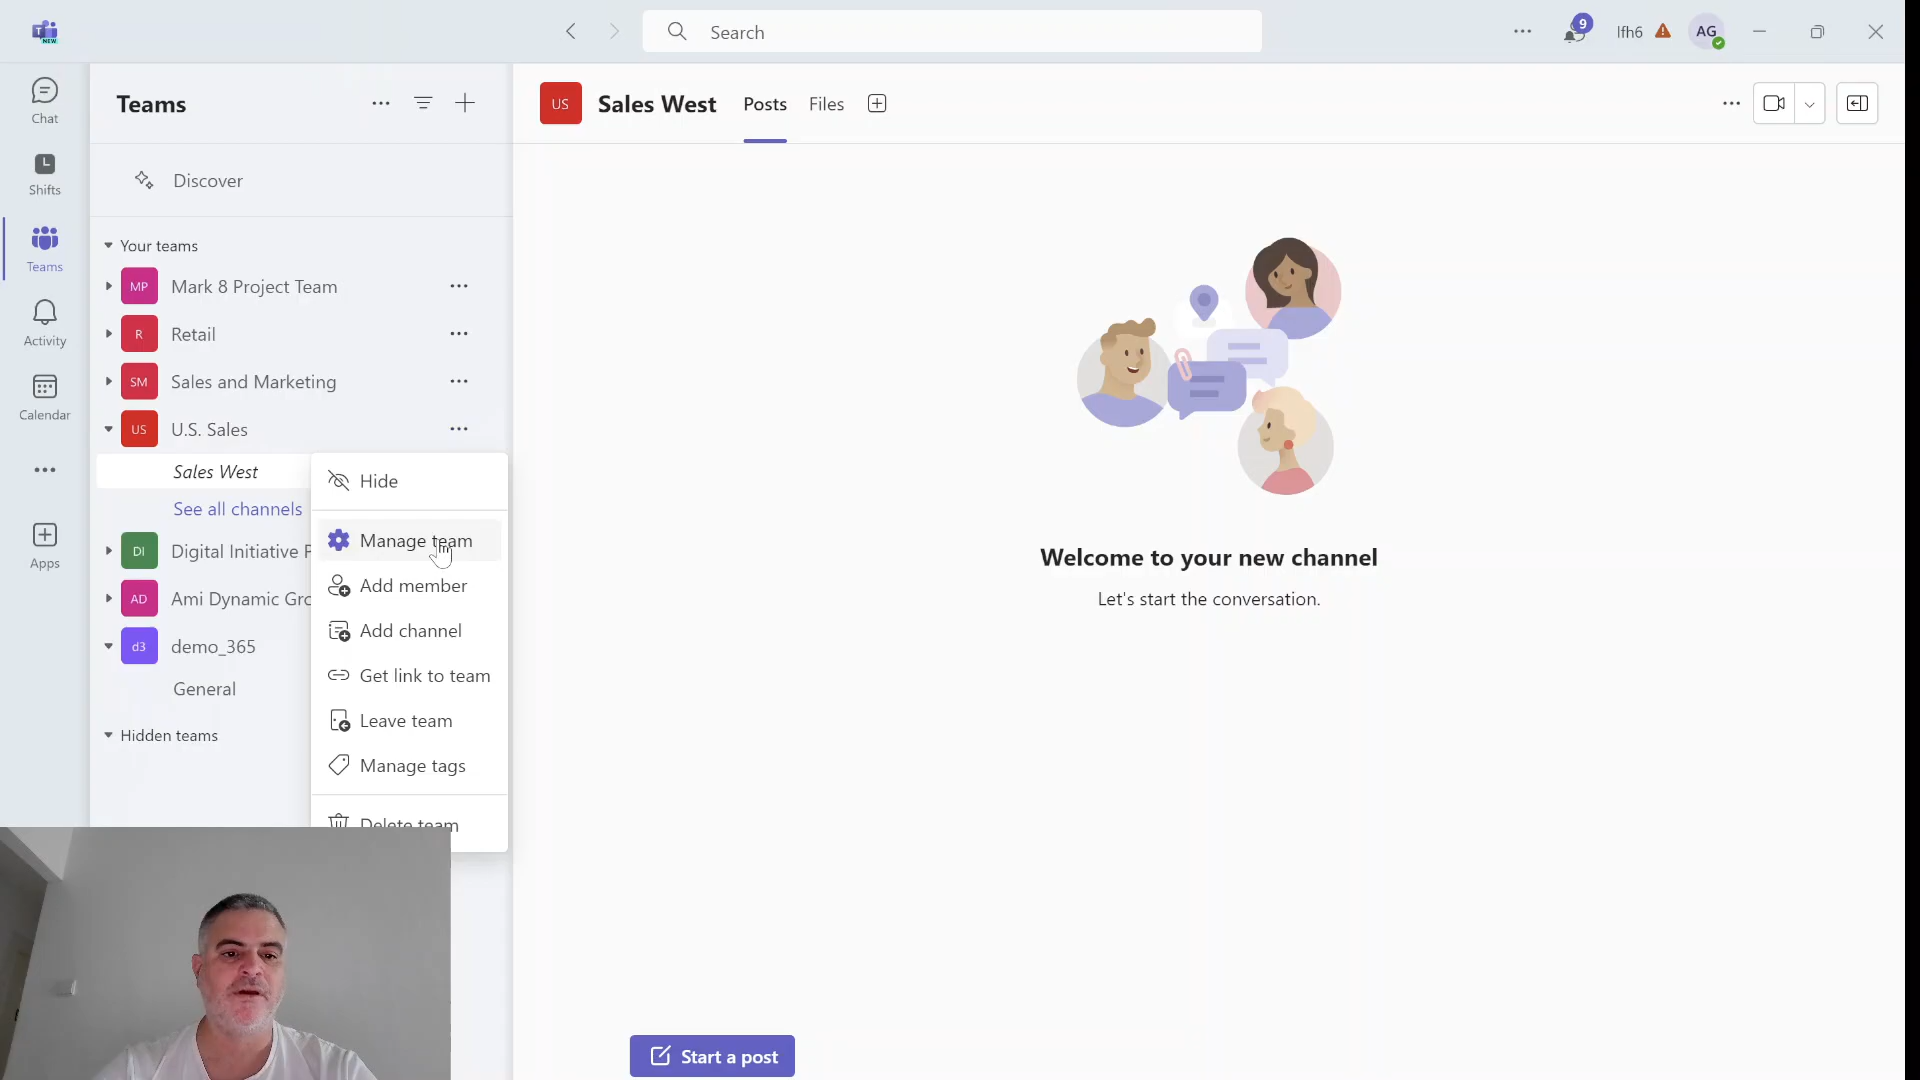 T
NEW
Search
9
lfh6
AG
Chat
Shifts
Teams
Activity
Calendar
Apps
Teams
Discover
Your teams
MP Mark 8 Project Team
R Retail
SM Sales and Marketing
US U.S. Sales
Sales West
See all channels
DI Digital Initiative
AD Ami Dynamic
d3 demo_365
General
Hidden teams
Hide
Manage team
Add member
Add channel
Get link to team
Leave team
Manage tags
Delete team
US Sales West Posts Files
Welcome to your new channel
Let's start the conversation.
Start a post